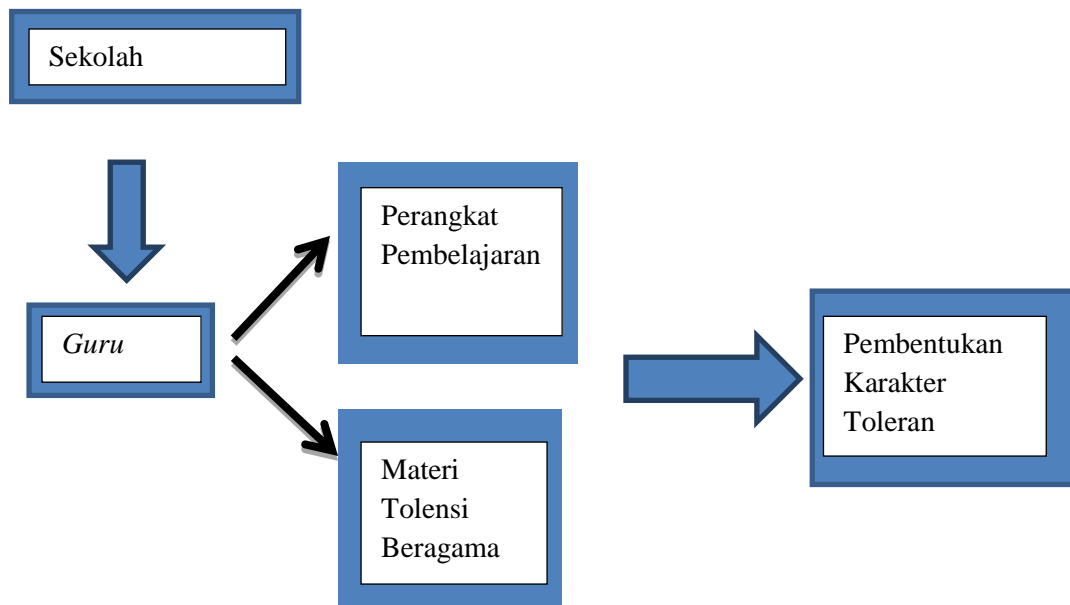 Sekolah
Guru
Perangkat
Pembelajaran
Materi
Tolensi
Beragama
Pembentukan
Karakter
Toleran